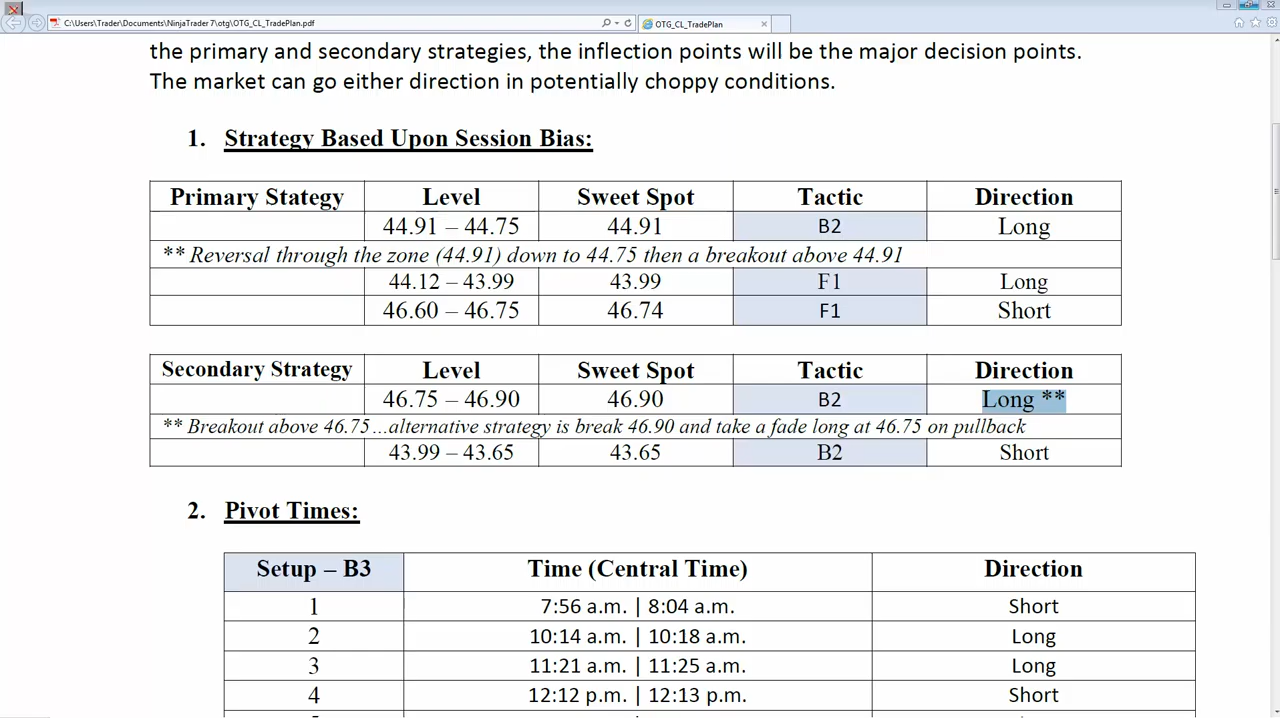 C:\Users\Trader\Documents\NinjaTrader 7\otg\OTG_CL_TradePlan.pdf
OTG_CL_TradePlan
the primary and secondary strategies, the inflection points will be the major decision points.
The market can go either direction in potentially choppy conditions.
1. Strategy Based Upon Session Bias:
Primary Stategy Level Sweet Spot Tactic Direction
44.91 – 44.75 44.91 B2 Long
** Reversal through the zone (44.91) down to 44.75 then a breakout above 44.91
44.12 – 43.99 43.99 F1 Long
46.60 – 46.75 46.74 F1 Short
Secondary Strategy Level Sweet Spot Tactic Direction
46.75 – 46.90 46.90 B2 Long **
** Breakout above 46.75...alternative strategy is break 46.90 and take a fade long at 46.75 on pullback
43.99 – 43.65 43.65 B2 Short
2. Pivot Times:
Setup – B3 Time (Central Time) Direction
1 7:56 a.m. | 8:04 a.m. Short
2 10:14 a.m. | 10:18 a.m. Long
3 11:21 a.m. | 11:25 a.m. Long
4 12:12 p.m. | 12:13 p.m. Short